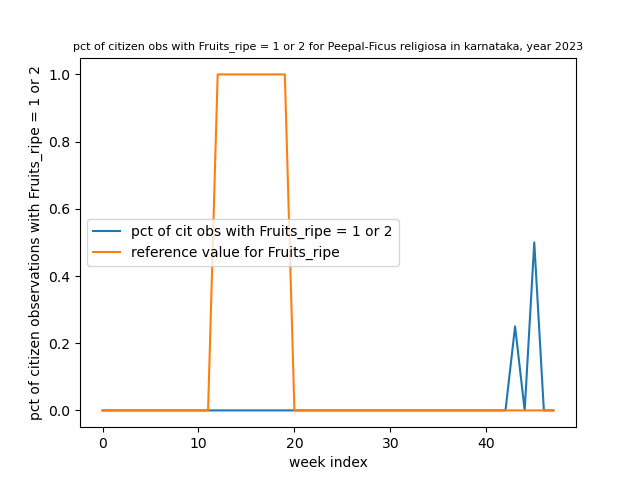 pct of citizen obs with Fruits_ripe = 1 or 2 for Peepal-Ficus religiosa in karnataka, year 2023
pct of citizen observations with Fruits_ripe = 1 or 2
1.0
0.8
0.6
0.4
0.2
0.0
pct of cit obs with Fruits_ripe = 1 or 2
reference value for Fruits_ripe
0 10 20 30 40
week index